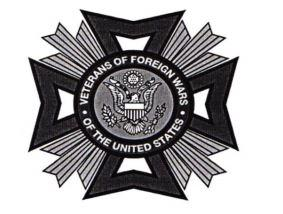 VETERANS OF FOREIGN WARS
OF THE UNITED STATES